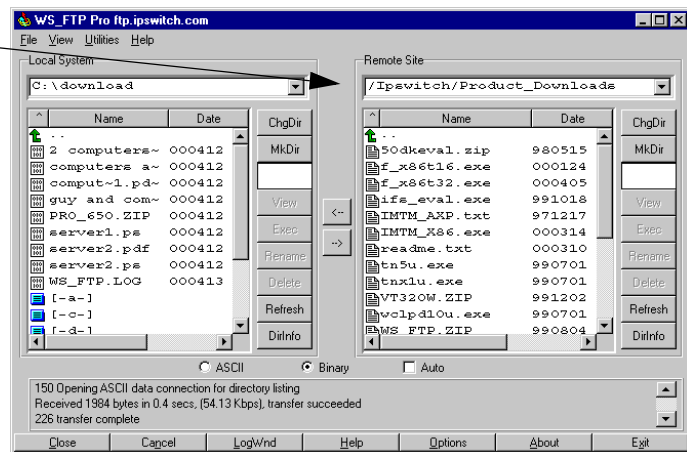 WS_FTP Pro ftp.ipswitch.com
File View Utilities Help
Local System
C:\download
^ Name Date
..
2 computers~ 000412
computers a~ 000412
comput~1.pd~ 000412
guy and com~ 000412
PRO_650.ZIP 000412
server1.ps 000412
server2.pdf 000412
server2.ps 000412
WS_FTP.LOG 000413
[-a-]
[-c-]
[-d-]
ChgDir
MkDir
View
Exec
Rename
Delete
Refresh
DirInfo
<--
-->
Remote Site
/Ipswitch/Product_Downloads
^ Name Date
..
50dkeval.zip 980515
f_x86t16.exe 000124
f_x86t32.exe 000405
ifs_eval.exe 991018
IMTM_AXP.txt 971217
IMTM_X86.exe 000314
readme.txt 000310
tn5u.exe 990701
tnx1u.exe 990701
VT320W.ZIP 991202
wclpd10u.exe 990701
WS_FTP.ZIP 990804
ChgDir
MkDir
View
Exec
Rename
Delete
Refresh
DirInfo
ASCII Binary Auto
150 Opening ASCII data connection for directory listing
Received 1984 bytes in 0.4 secs, (54.13 Kbps), transfer succeeded
226 transfer complete
Close Cancel LogWnd Help Options About Exit